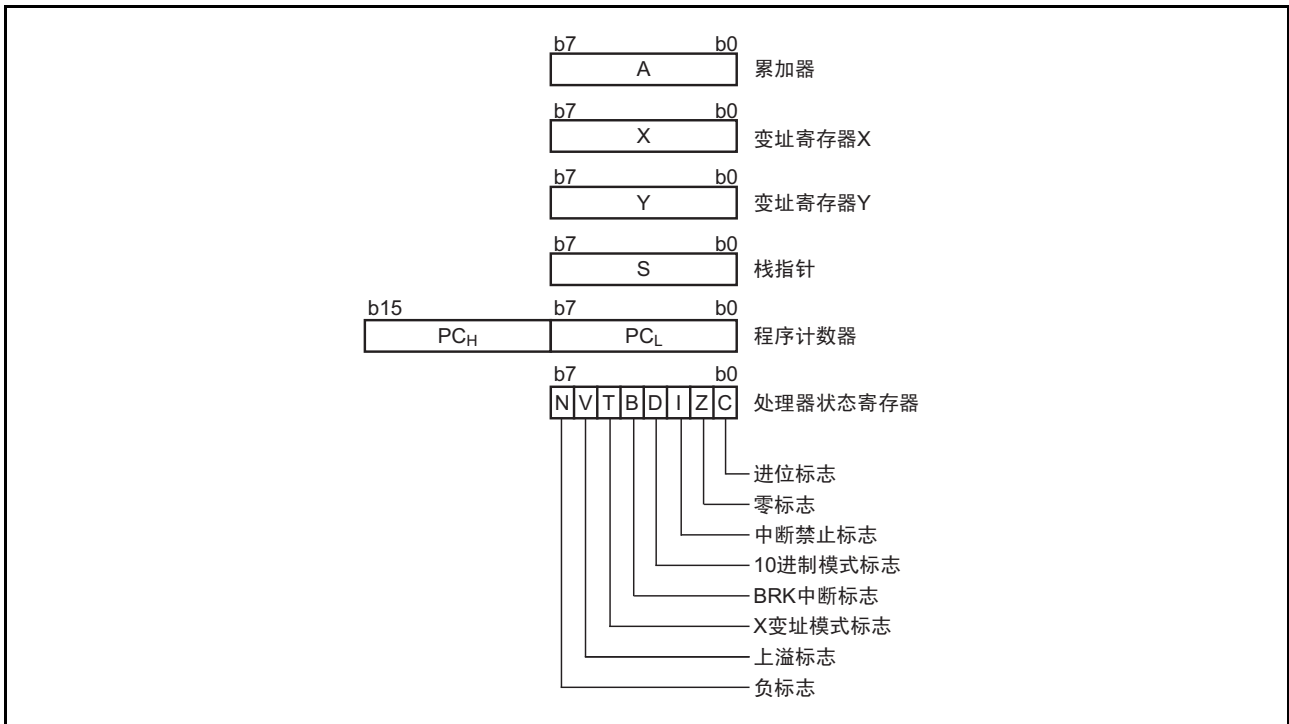 b7 b0
A 累加器
b7 b0
X 变址寄存器X
b7 b0
Y 变址寄存器Y
b7 b0
S 栈指针
b15 b7 b0
PCH PCL 程序计数器
b7 b0
N V T B D I Z C 处理器状态寄存器
进位标志
零标志
中断禁止标志
10进制模式标志
BRK中断标志
X变址模式标志
上溢标志
负标志